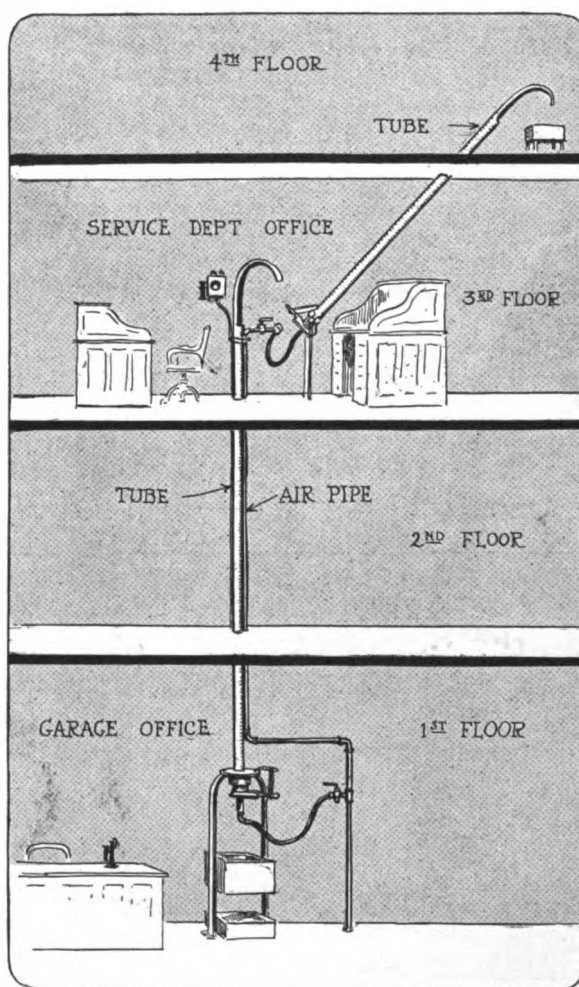 4TH FLOOR
TUBE
SERVICE DEPT OFFICE
3RD FLOOR
TUBE
AIR PIPE
2ND FLOOR
GARAGE OFFICE
1ST FLOOR